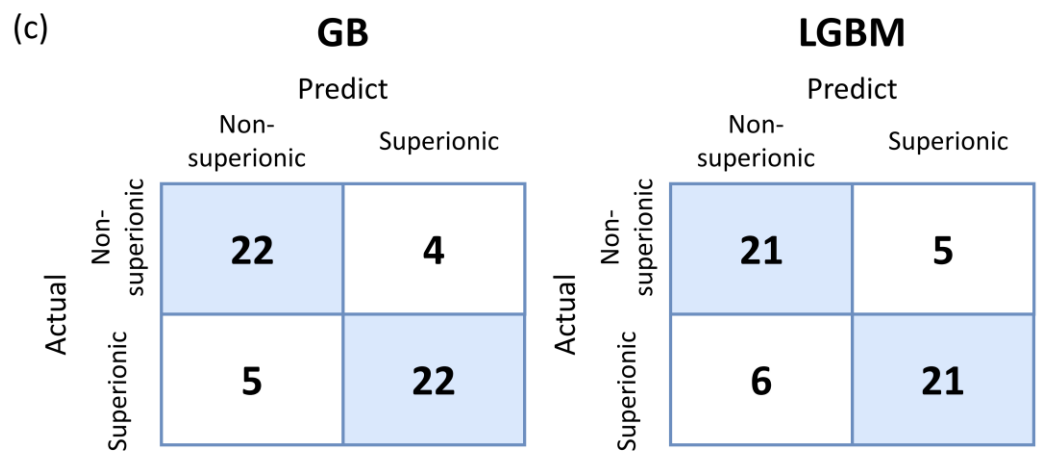 (c)
GB
Predict
Non-
superionic
Superionic
Actual
Non-
superionic
22
4
Superionic
5
22
LGBM
Predict
Non-
superionic
Superionic
Actual
Non-
superionic
21
5
Superionic
6
21